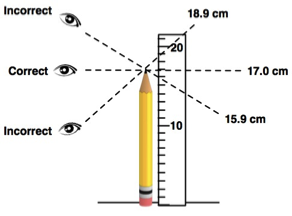 Incorrect
18.9 cm
20
Correct
17.0 cm
15.9 cm
Incorrect
10